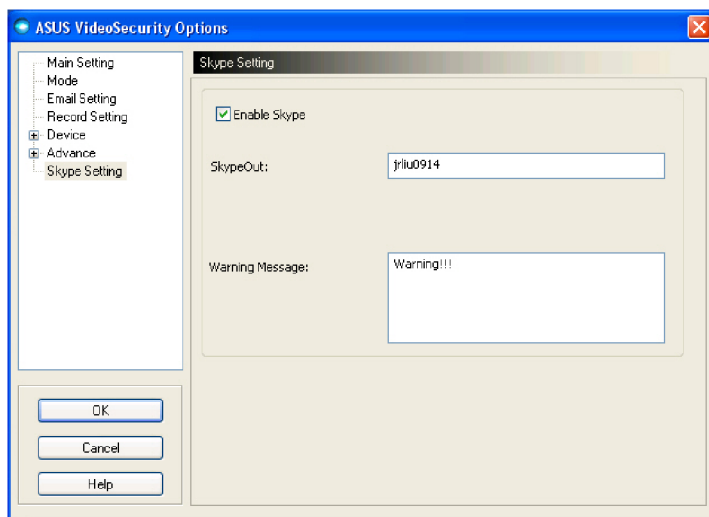 ASUS VideoSecurity Options
Main Setting
Mode
Email Setting
Record Setting
Device
Advance
Skype Setting
OK
Cancel
Help
Skype Setting
Enable Skype
SkypeOut:
jrliu0914
Warning Message:
Warning!!!